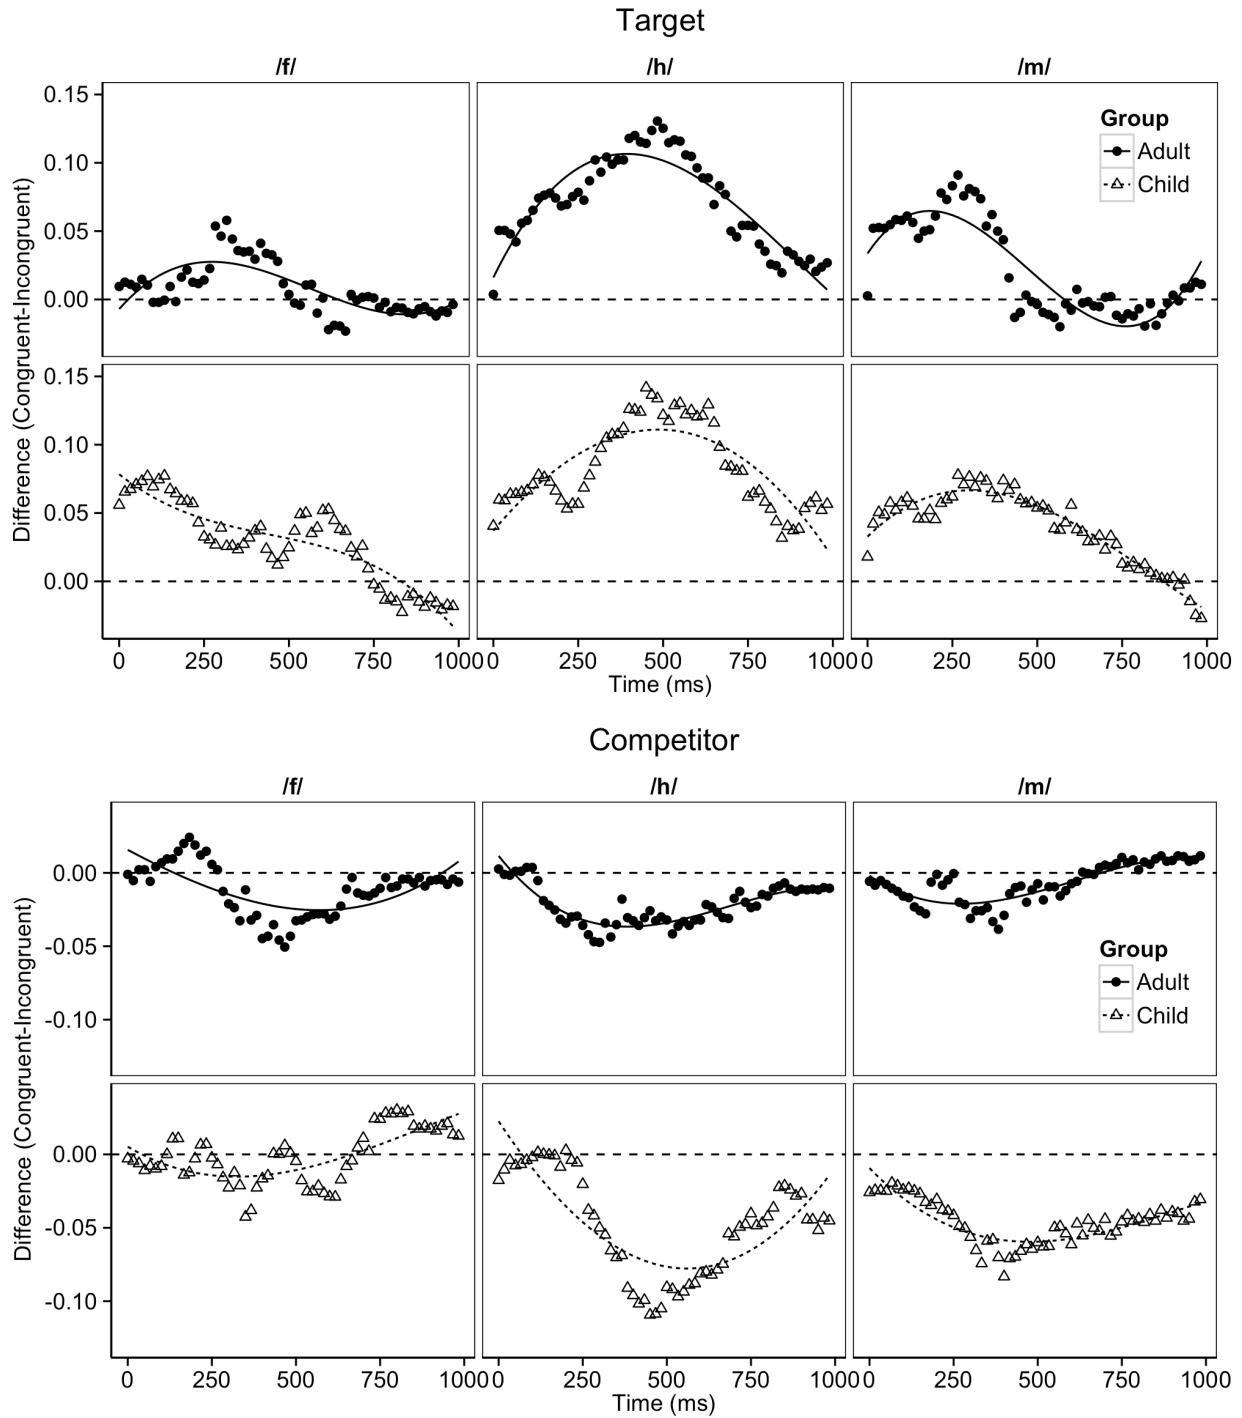 Target
/f/ /h/ /m/
Difference (Congruent-Incongruent)
0.15
0.10
0.05
0.00
Group
Adult
Child
0.15
0.10
0.05
0.00
0 250 500 750 1000 0 250 500 750 1000 0 250 500 750 1000
Time (ms)
Competitor
/f/ /h/ /m/
Difference (Congruent-Incongruent)
0.00
-0.05
-0.10
Group
Adult
Child
0.00
-0.05
-0.10
0 250 500 750 1000 0 250 500 750 1000 0 250 500 750 1000
Time (ms)